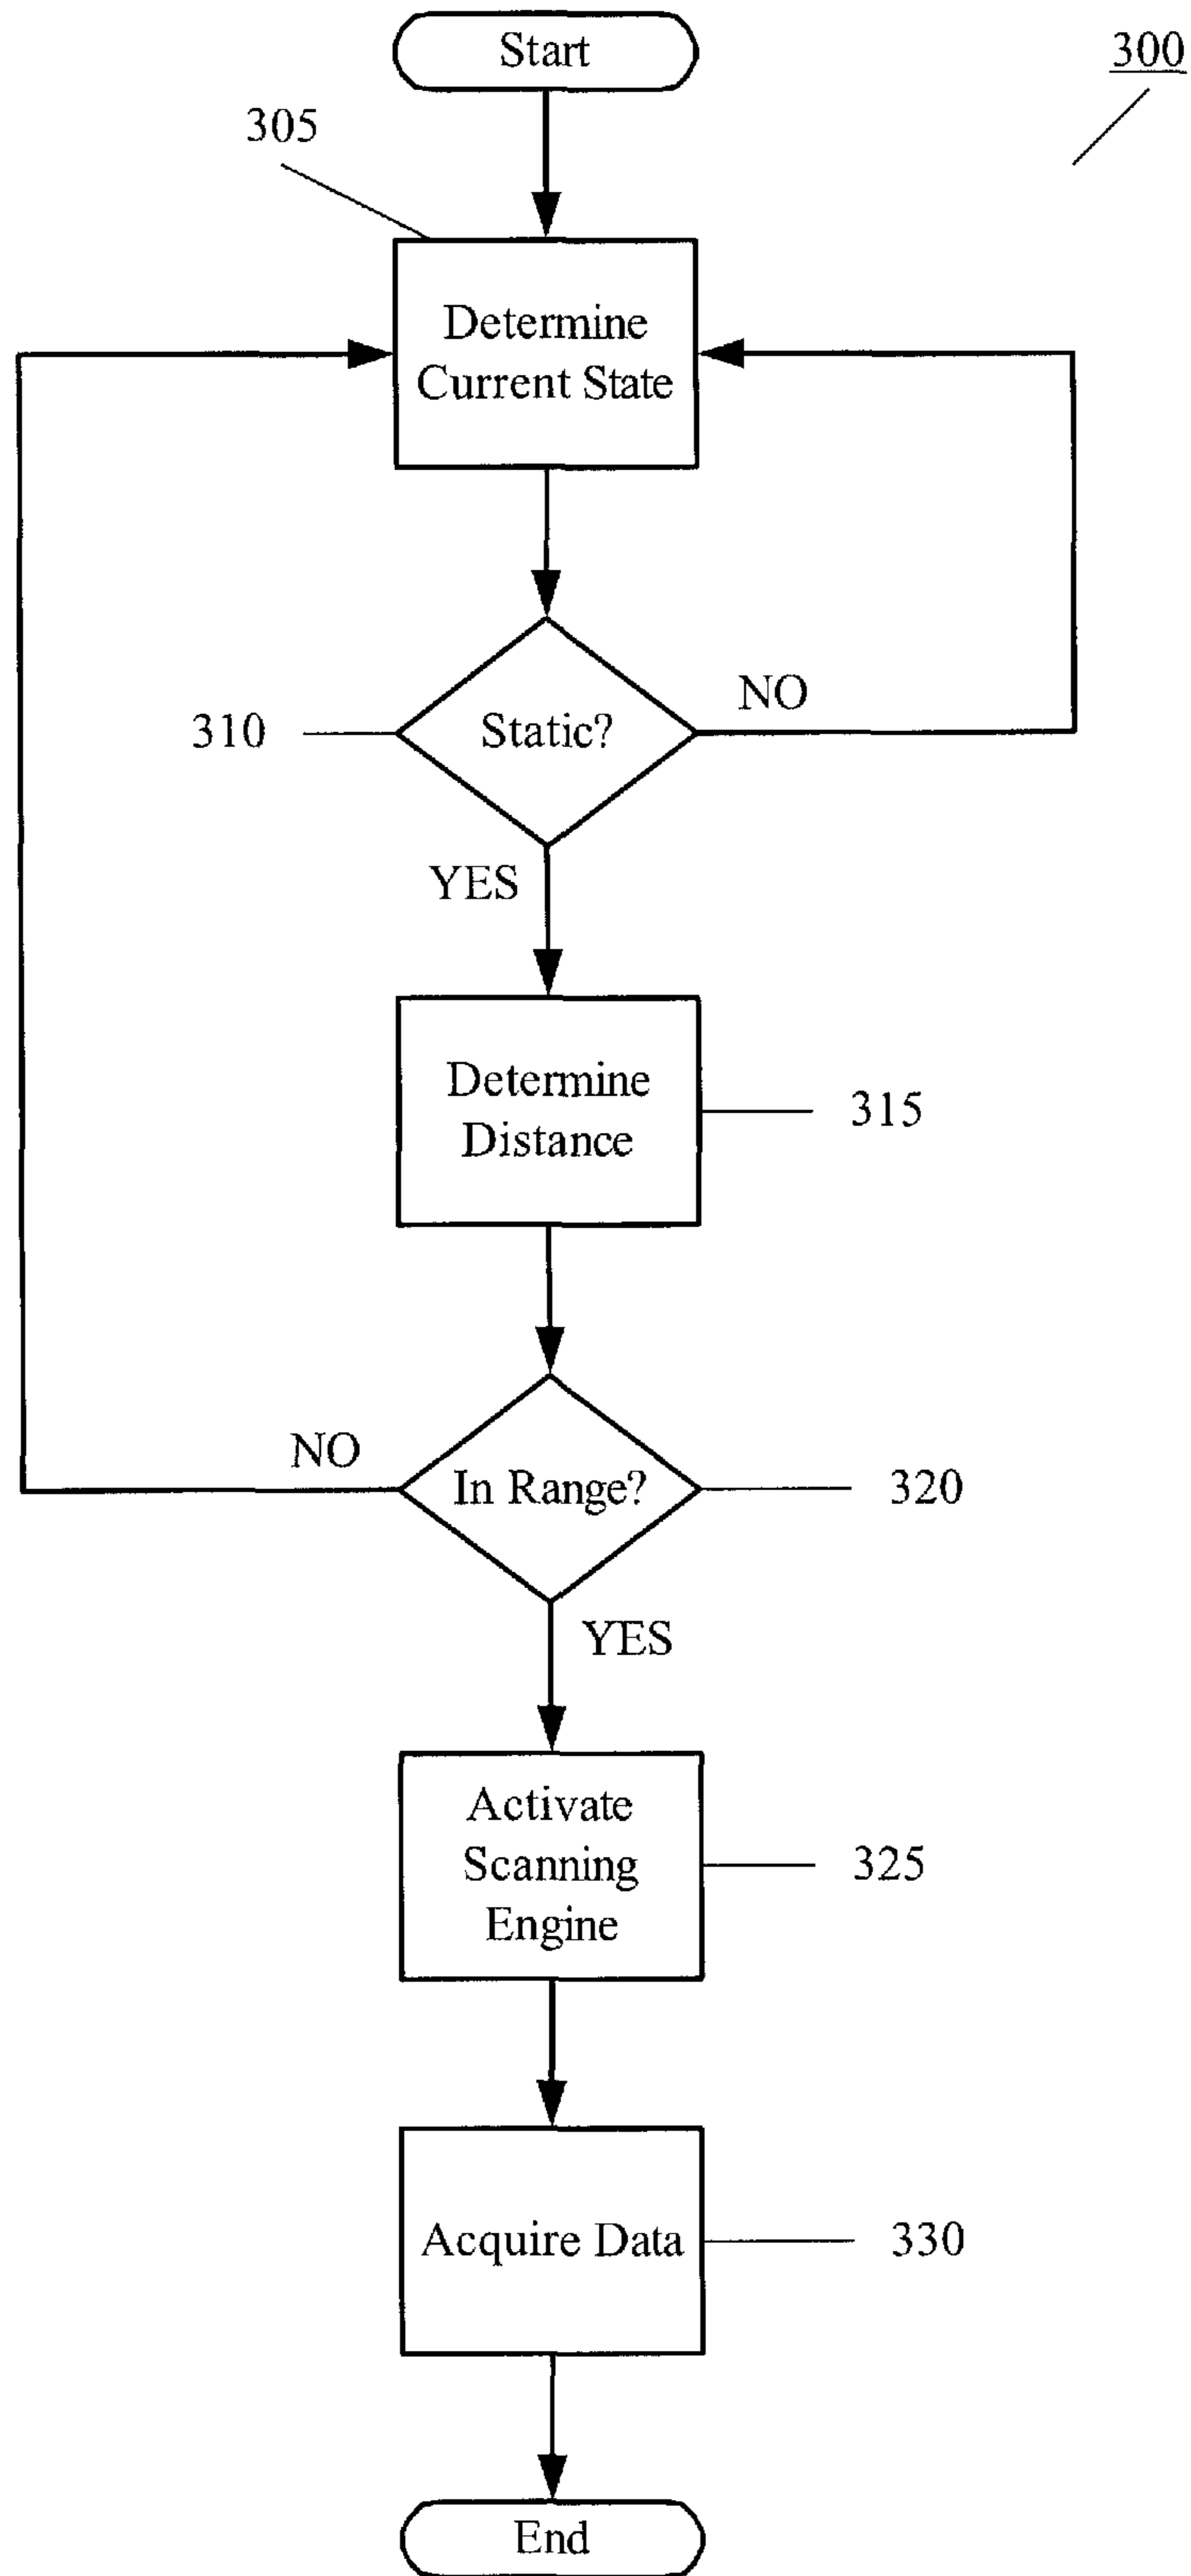 Start
300
305
Determine
Current State
310
Static?
NO
YES
Determine
Distance
315
NO
In Range?
320
YES
Activate
Scanning
Engine
325
Acquire Data
330
End